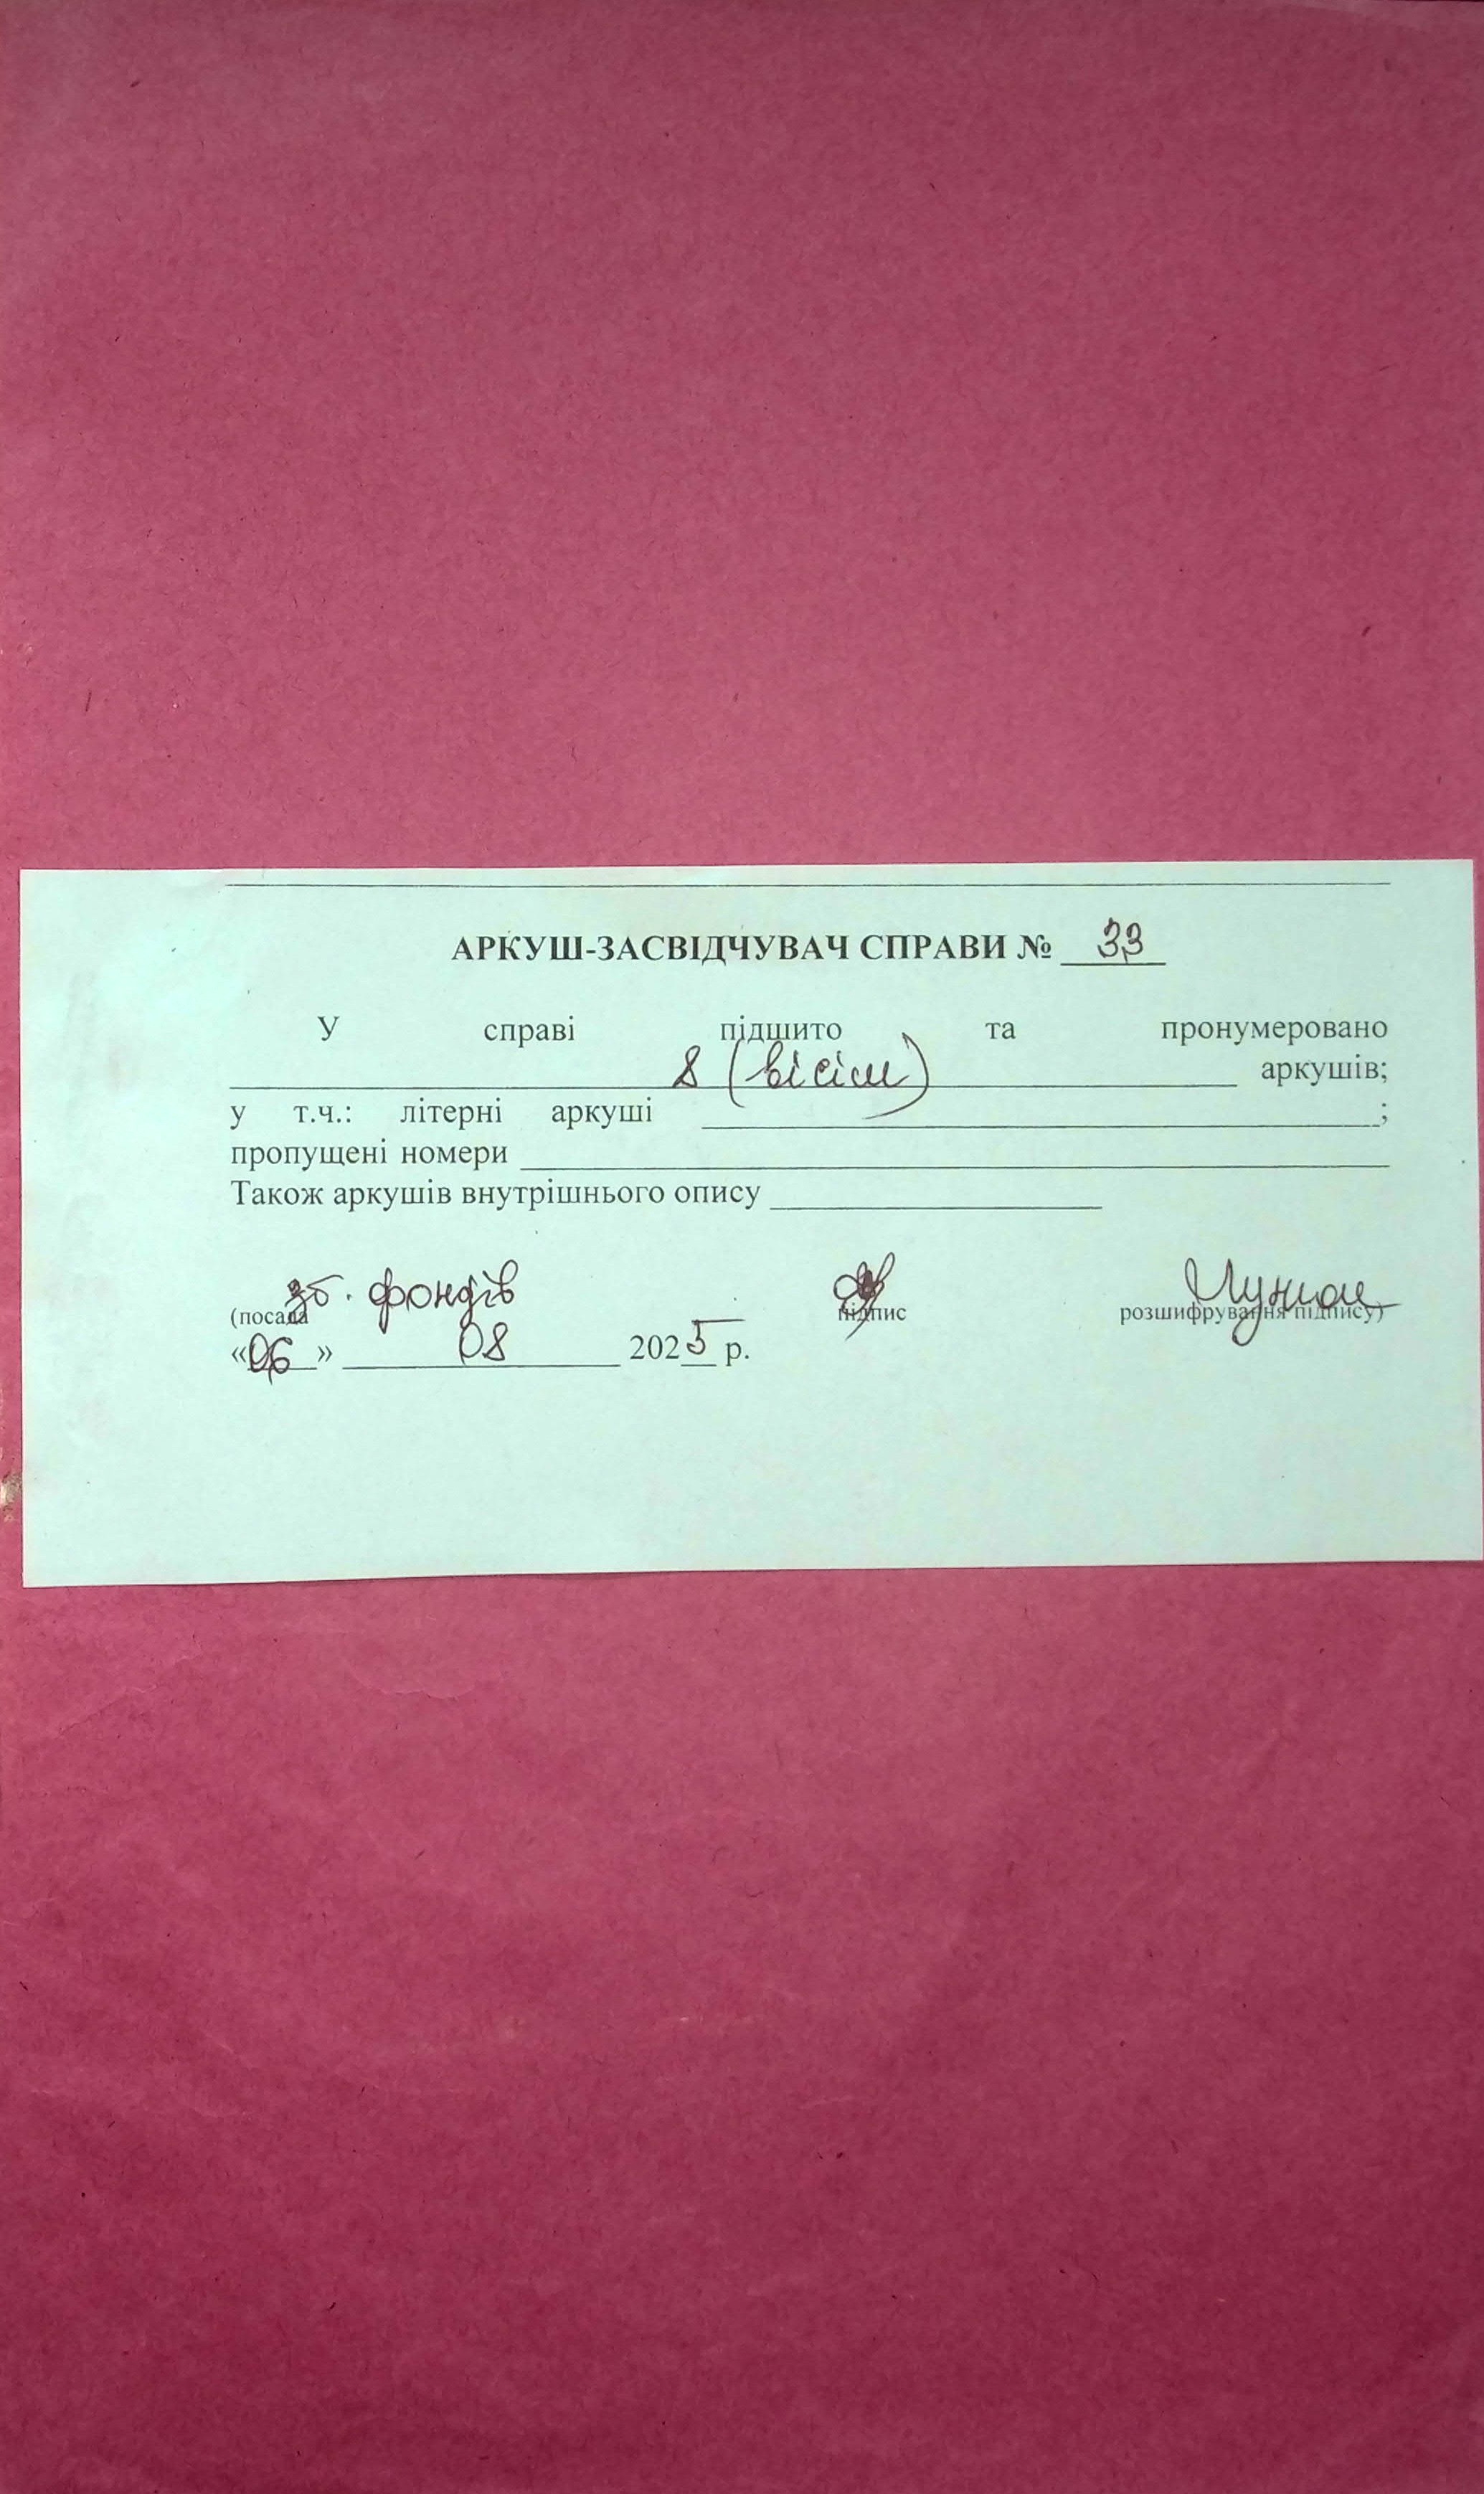 АРКУШ-ЗАСВІДЧУВАЧ СПРАВИ № 33
У справі підшито та пронумеровано
8 (вісім) аркушів;
у т.ч.: літерні аркуші ;
пропущені номери
Також аркушів внутрішнього опису
зб. фондів
(посада підпис розшифрування підпису)
«06» 08 2025 р.